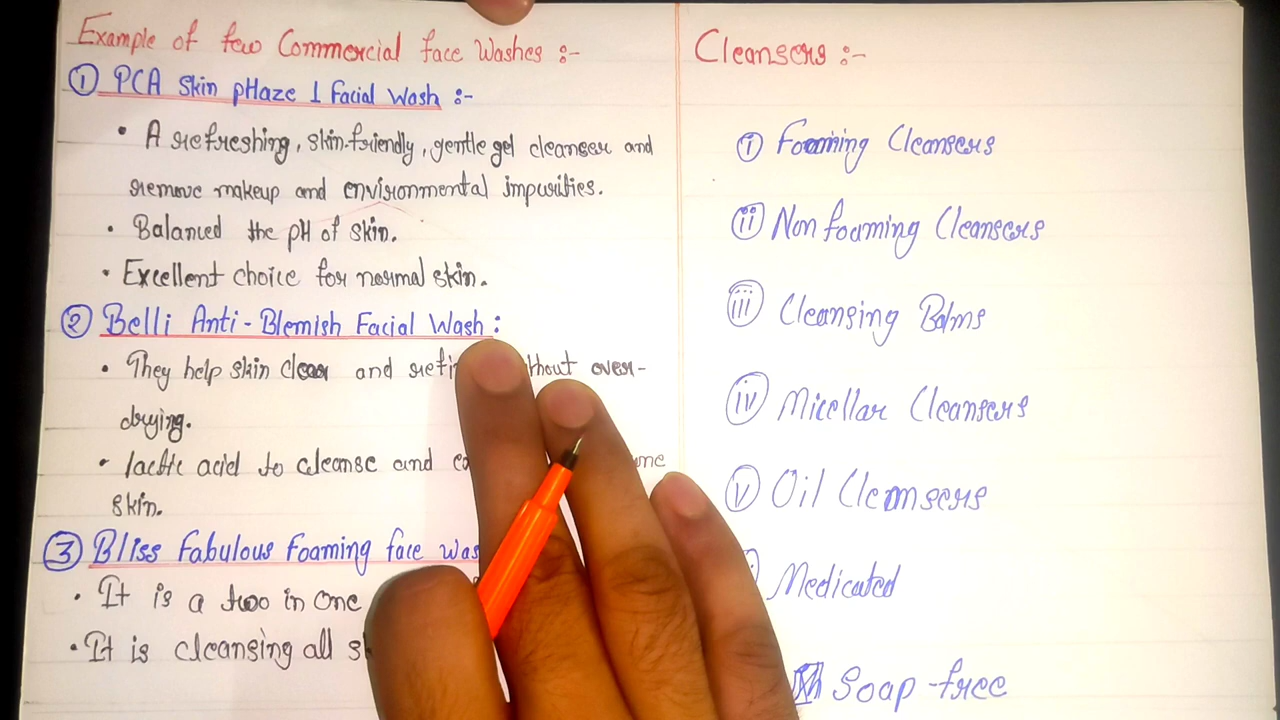 Example of few Commercial face Washes :-
① PCA Skin pHaze 1 Facial Wash :-
• A refreshing, skin-friendly, gentle gel cleanser and
remove makeup and environmental impurities.
• Balanced the pH of skin.
• Excellent choice for normal skin.
② Belli Anti-Blemish Facial Wash :
• They help skin clear and over-
drying.
• lactic acid to cleanse and
skin.
③ Bliss Fabulous Foaming face
• It is a two in one
• It is cleansing all
Cleansers :-
ⓘ Foaming Cleansers
ii Non foaming Cleansers
iii Cleansing Balms
iv Micellar Cleansers
v Oil Cleansers
Medicated
Soap-free